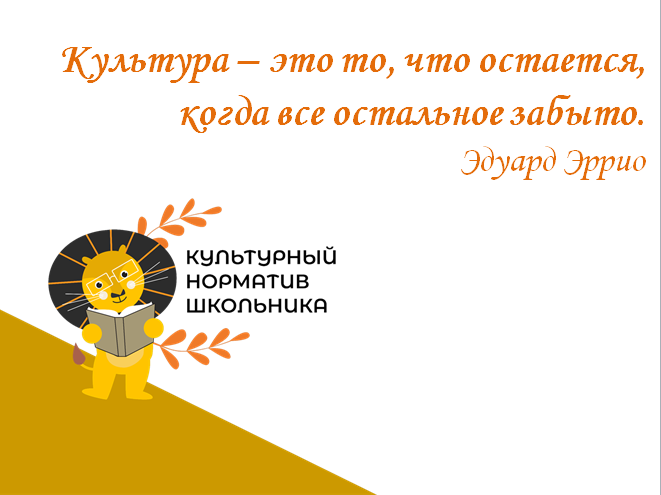 Культура – это то, что остается,
когда все остальное забыто.
Эдуард Эррио
КУЛЬТУРНЫЙ
НОРМАТИВ
ШКОЛЬНИКА